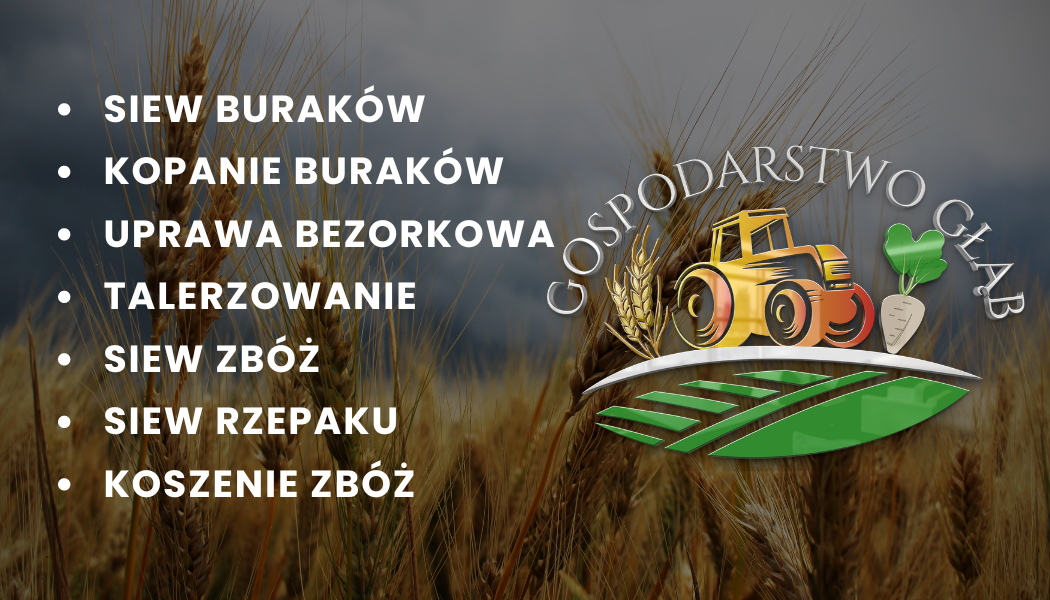 • SIEW BURAKÓW
• KOPANIE BURAKÓW
• UPRAWA BEZORKOWA
• TALERZOWANIE
• SIEW ZBÓŻ
• SIEW RZEPAKU
• KOSZENIE ZBÓŻ
GOSPODARSTWO GŁĄB